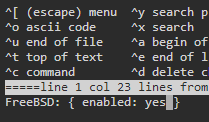 ^[ (escape) menu ^y search p
^o ascii code ^x search
^u end of file ^a begin of
^t top of text ^e end of l
^c command ^d delete c
=====line 1 col 23 lines from
FreeBSD: { enabled: yes }